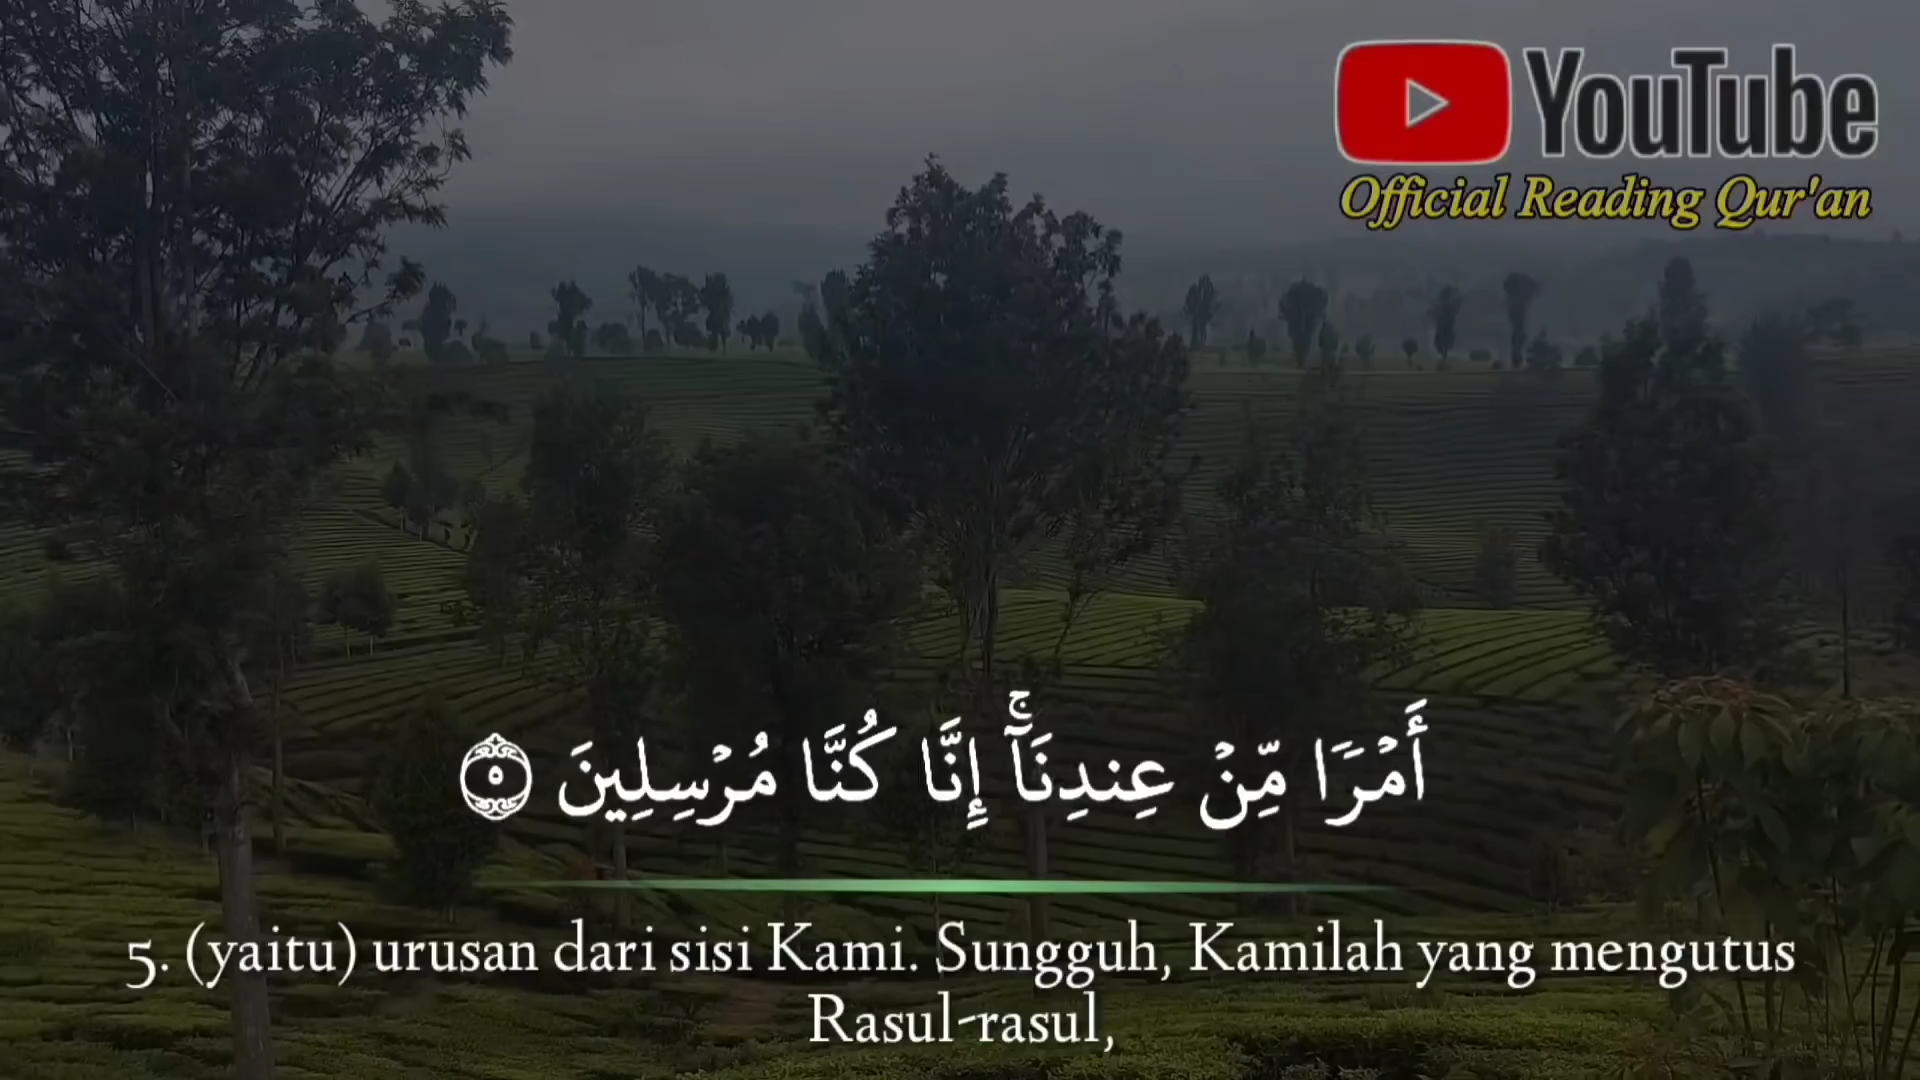 YouTube
Official Reading Qur'an
أَمْرًا مِّنْ عِندِنَآ ۚ إِنَّا كُنَّا مُرْسِلِينَ ٥
5. (yaitu) urusan dari sisi Kami. Sungguh, Kamilah yang mengutus
Rasul-rasul,